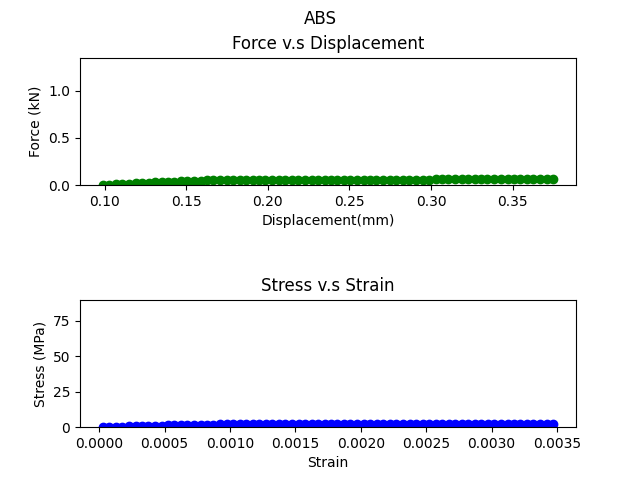 ABS
Force v.s Displacement
1.0
0.5
0.0
Force (kN)
0.10 0.15 0.20 0.25 0.30 0.35
Displacement(mm)
Stress v.s Strain
75
50
25
0
Stress (MPa)
0.0000 0.0005 0.0010 0.0015 0.0020 0.0025 0.0030 0.0035
Strain